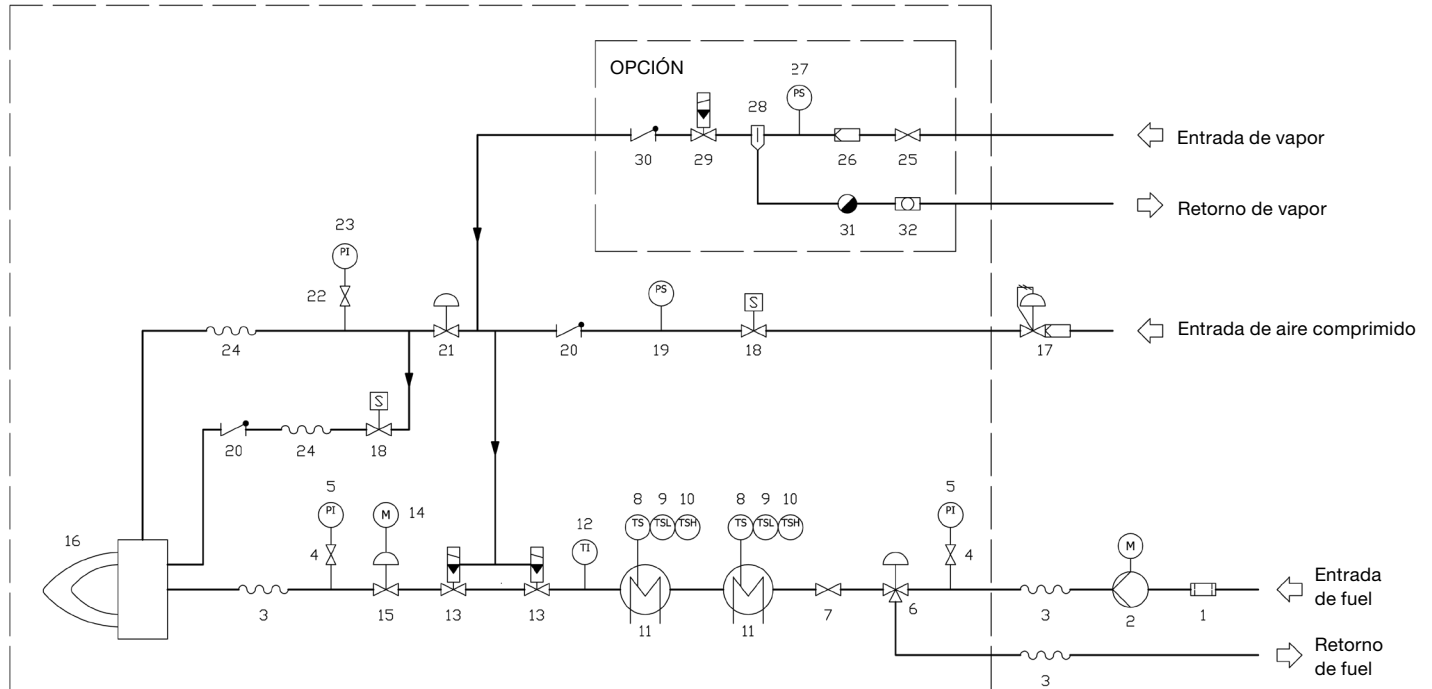 OPCIÓN
27
PS
28
30
29
26
25
Entrada de vapor
31
32
Retorno de vapor
23
PI
22
24
21
20
PS
19
S
18
17
Entrada de aire comprimido
S
20
24
18
16
5
PI
4
M
14
3
15
13
13
12
TI
8
9
10
TS
TSL
TSH
11
8
9
10
TS
TSL
TSH
11
7
6
5
PI
4
3
M
2
1
Entrada
de fuel
3
Retorno
de fuel